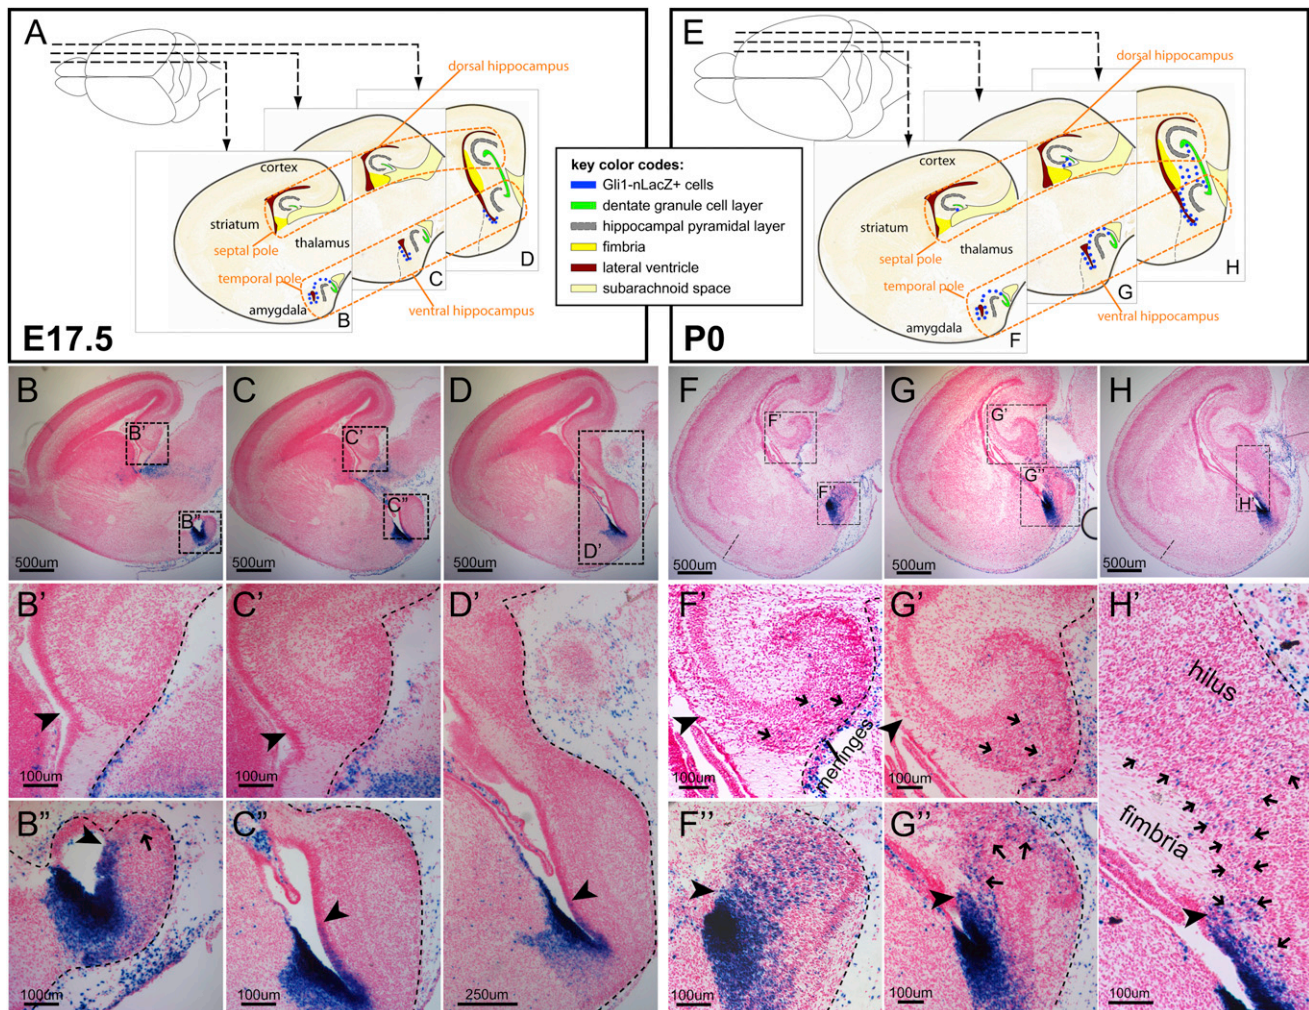 A
dorsal hippocampus
cortex
striatum
septal pole
thalamus
temporal pole
amygdala
ventral hippocampus
B
C
D
E17.5
key color codes:
Gli1-nLacZ+ cells
dentate granule cell layer
hippocampal pyramidal layer
fimbria
lateral ventricle
subarachnoid space
E
dorsal hippocampus
cortex
striatum
septal pole
thalamus
temporal pole
amygdala
ventral hippocampus
F
G
H
P0
B
B'
B"
500um
C
C'
C"
500um
D
D'
500um
F
F'
F"
500um
G
G'
G"
500um
H
H'
500um
B'
100um
C'
100um
D'
250um
F'
meninges
100um
G'
100um
H'
hilus
fimbria
100um
B"
100um
C"
100um
F"
100um
G"
100um